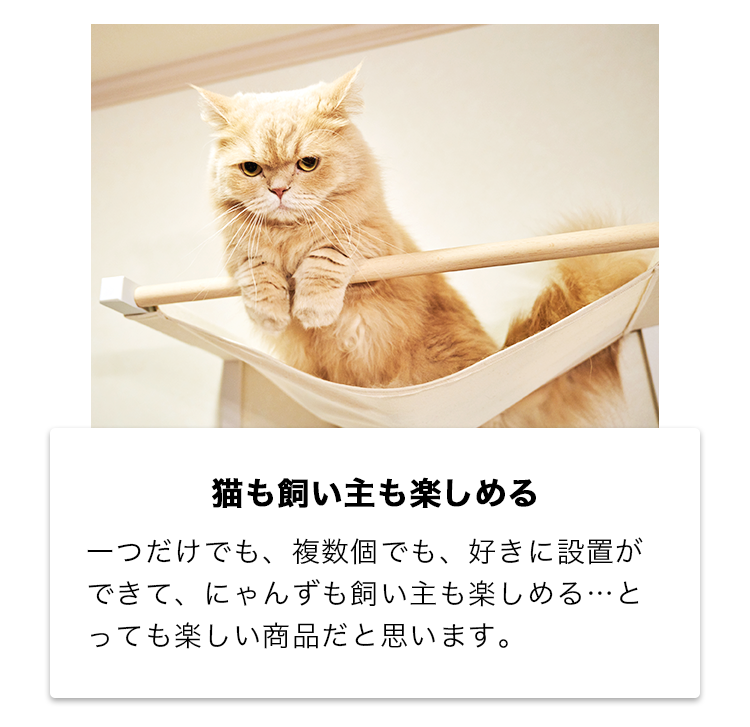 猫も飼い主も楽しめる
一つだけでも、複数個でも、好きに設置が
できて、にゃんずも飼い主も楽しめる…と
っても楽しい商品だと思います。